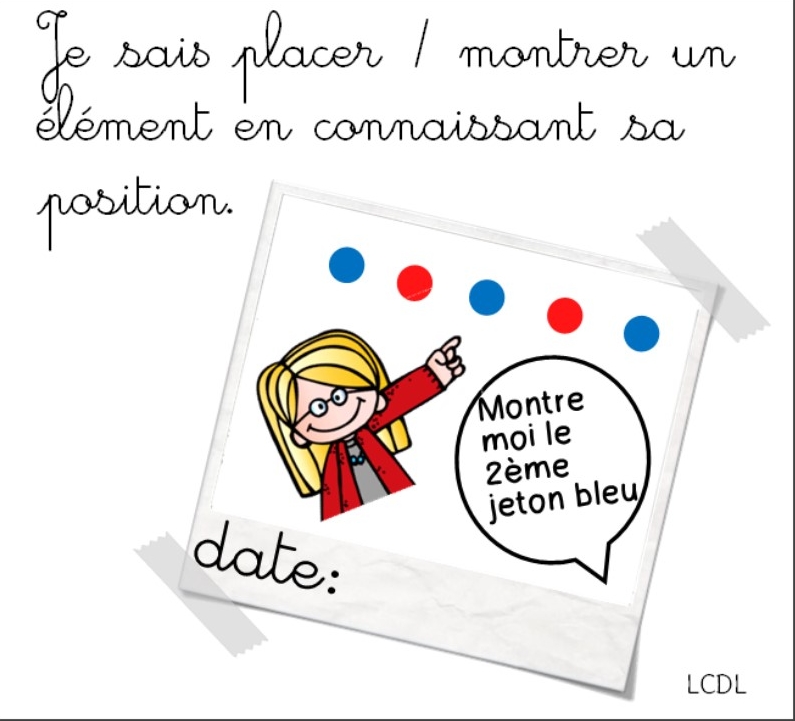 Je sais placer / montrer un
élément en connaissant sa
position.
Montre
moi le
2ème
jeton bleu
date:
LCDL